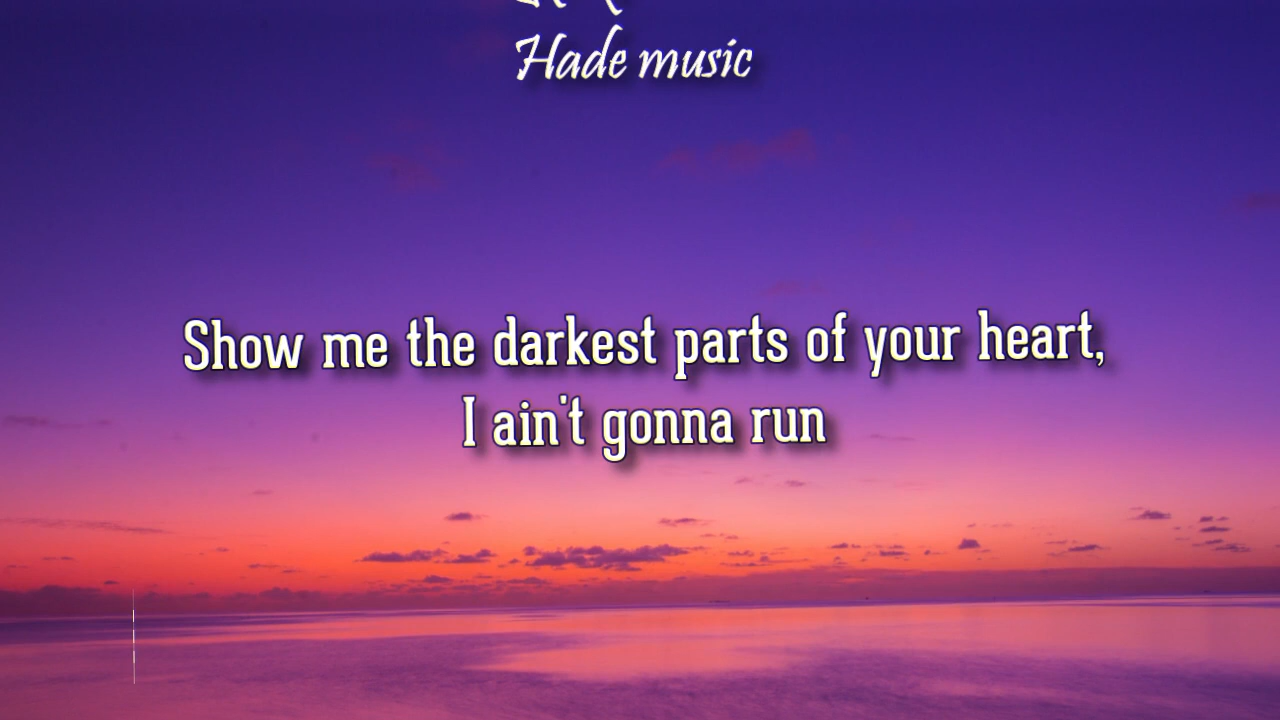 Hade music
Show me the darkest parts of your heart,
I ain't gonna run